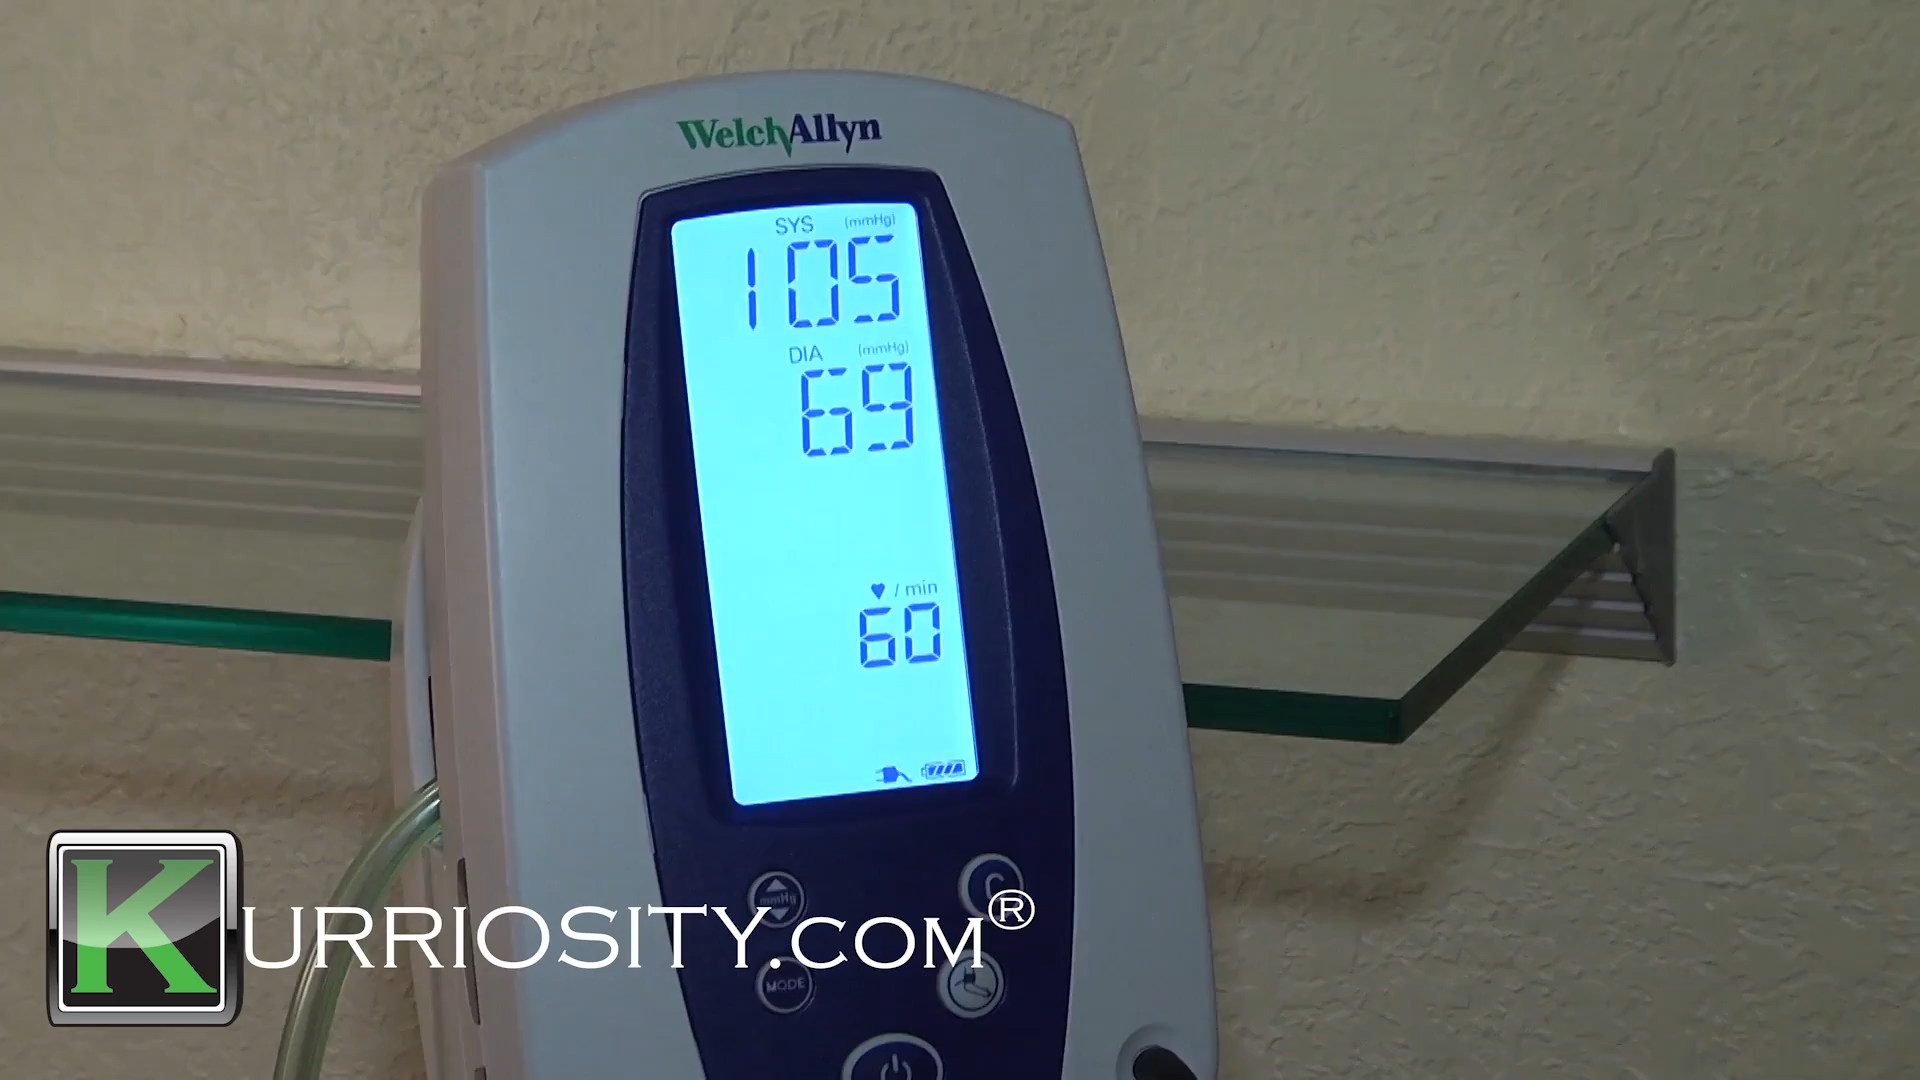 WelchAllyn
SYS (mmHg)
105
DIA (mmHg)
69
♥/min
60
mmHg
C
MODE
KURRIOSITY.COM®